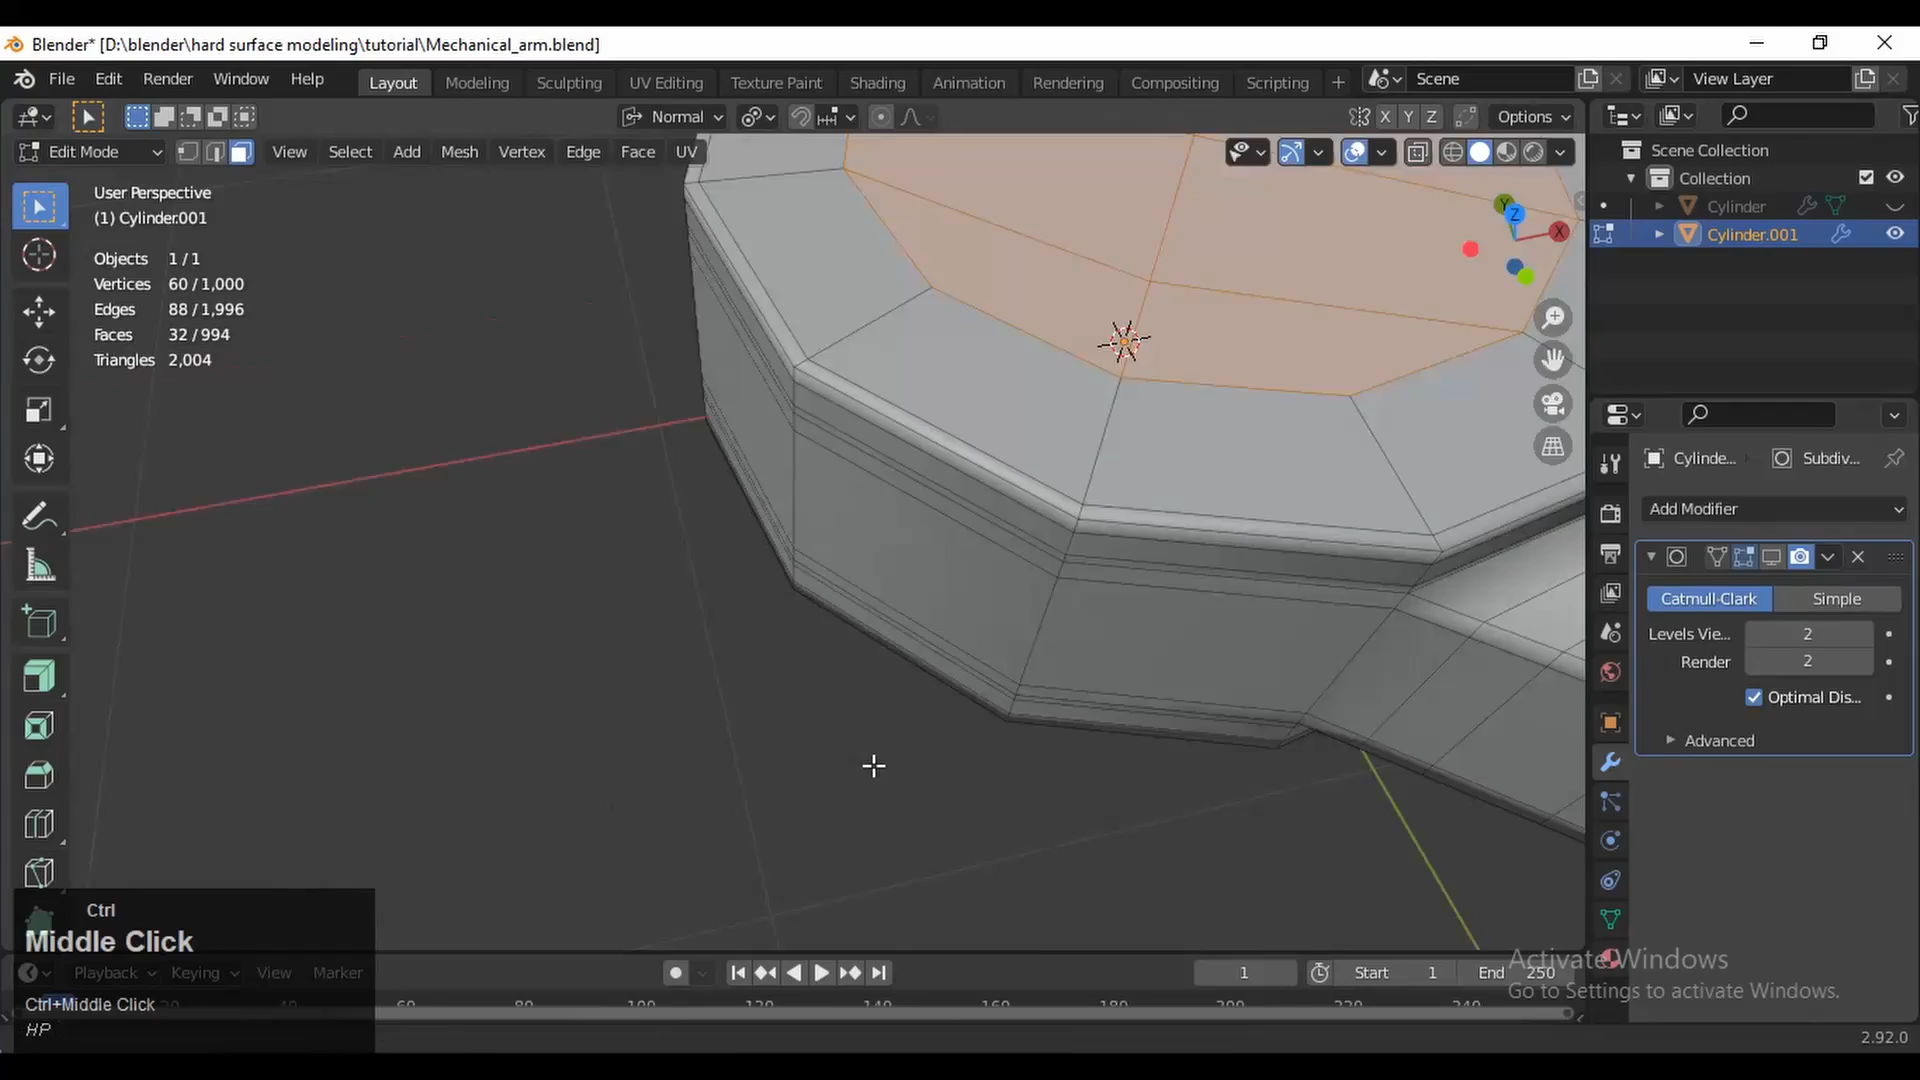 Blender* [D:\blender\hard surface modeling\tutorial\Mechanical_arm.blend]
File Edit Render Window Help
Layout Modeling Sculpting UV Editing Texture Paint Shading Animation Rendering Compositing Scripting +
Scene
View Layer
Normal
X Y Z
Options
Edit Mode
View Select Add Mesh Vertex Edge Face UV
User Perspective
(1) Cylinder.001
Objects 1 / 1
Vertices 60 / 1,000
Edges 88 / 1,996
Faces 32 / 994
Triangles 2,004
Y
Z
X
Scene Collection
Collection
Cylinder
Cylinder.001
Cylinde...
Subdiv...
Add Modifier
Catmull-Clark Simple
Levels Vie... 2
Render 2
Optimal Dis...
Advanced
Ctrl
Middle Click
Playback Keying View Marker
1
Start 1
End 250
Ctrl+Middle Click
HP
60 80 100 120 140 160 180 200 220 240
Activate Windows
Go to Settings to activate Windows.
2.92.0